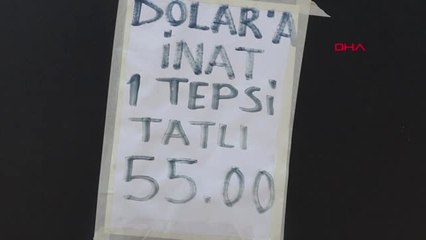 DOLAR'A
İNAT
1 TEPSİ
TATLI
55.00
DHA